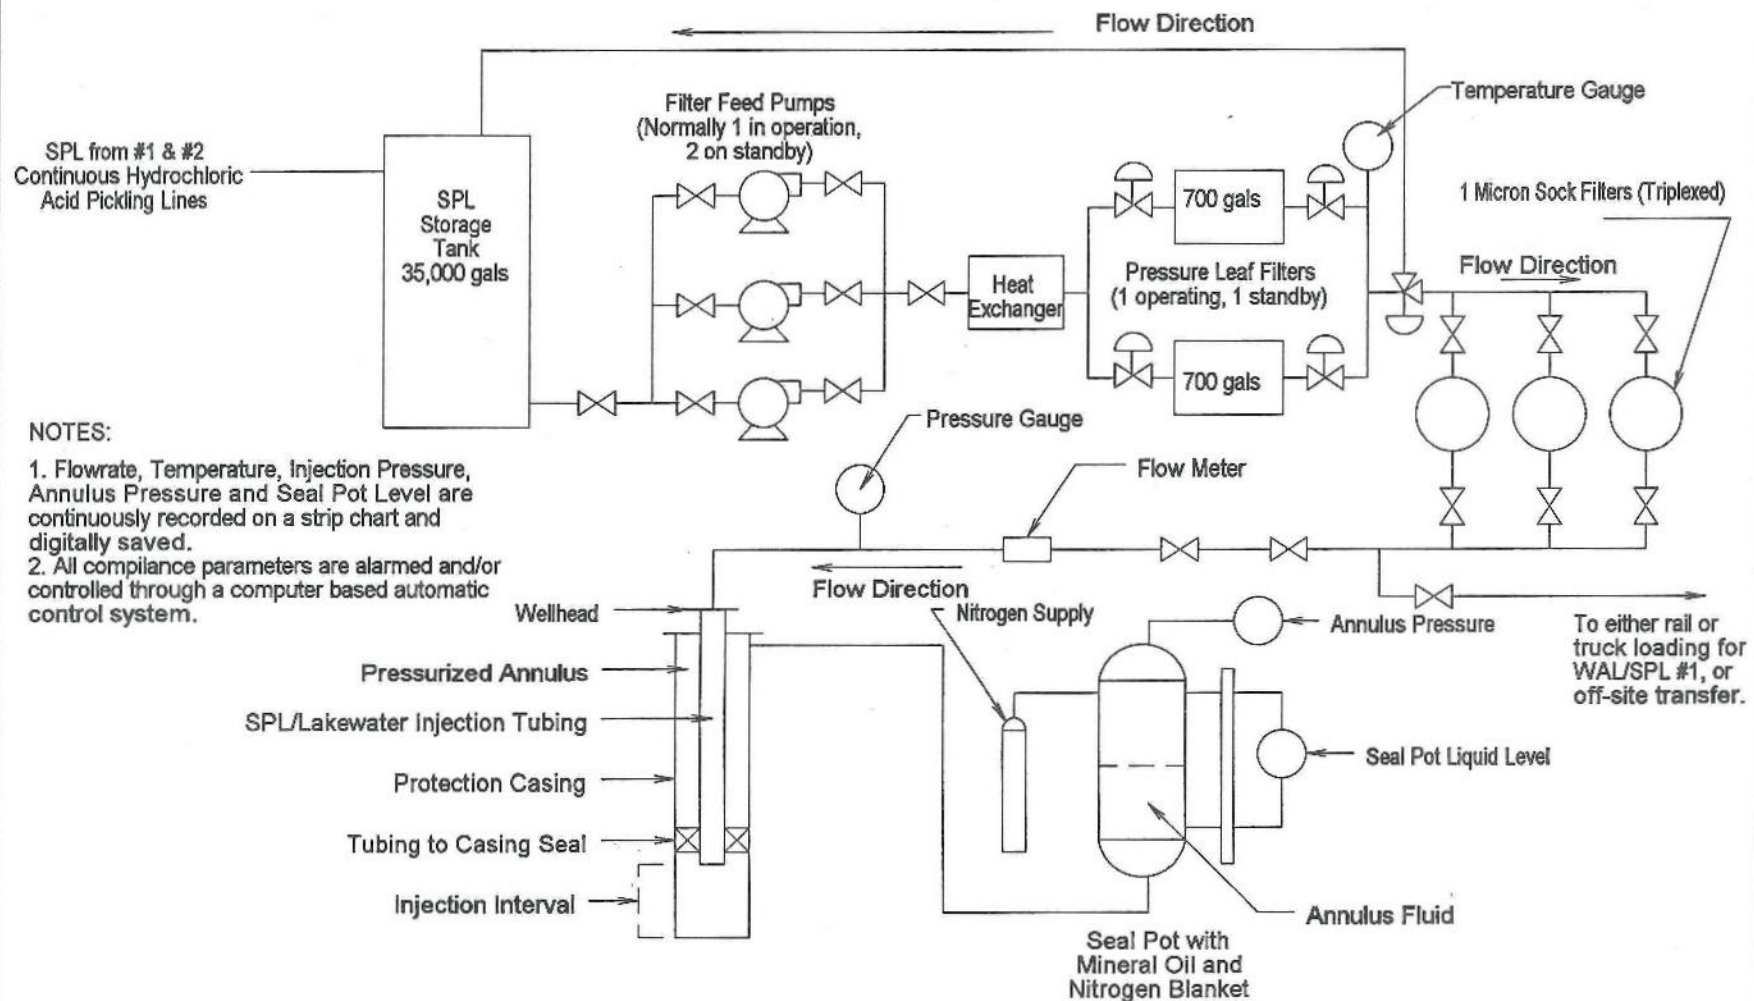 Flow Direction
Temperature Gauge
Filter Feed Pumps
(Normally 1 in operation,
2 on standby)
SPL from #1 & #2
Continuous Hydrochloric
Acid Pickling Lines
SPL
Storage
Tank
35,000 gals
700 gals
1 Micron Sock Filters (Triplexed)
Heat
Exchanger
Pressure Leaf Filters
(1 operating, 1 standby)
Flow Direction
700 gals
Pressure Gauge
Flow Meter
NOTES:
1. Flowrate, Temperature, Injection Pressure,
Annulus Pressure and Seal Pot Level are
continuously recorded on a strip chart and
digitally saved.
2. All compilance parameters are alarmed and/or
controlled through a computer based automatic
control system.
Flow Direction
Wellhead
Nitrogen Supply
Annulus Pressure
To either rail or
truck loading for
WAL/SPL #1, or
off-site transfer.
Pressurized Annulus
SPL/Lakewater Injection Tubing
Protection Casing
Seal Pot Liquid Level
Tubing to Casing Seal
Injection Interval
Annulus Fluid
Seal Pot with
Mineral Oil and
Nitrogen Blanket